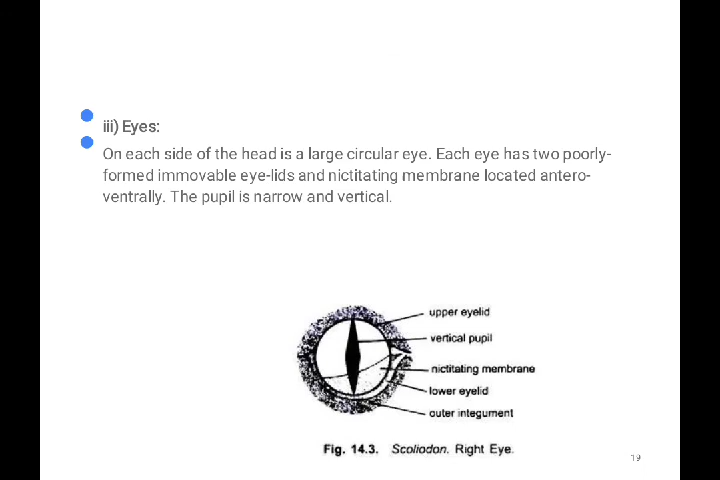 iii) Eyes:
On each side of the head is a large circular eye. Each eye has two poorly-
formed immovable eye-lids and nictitating membrane located antero-
ventrally. The pupil is narrow and vertical.
upper eyelid
vertical pupil
nictitating membrane
lower eyelid
outer integument
Fig. 14.3. Scoliodon. Right Eye.
19